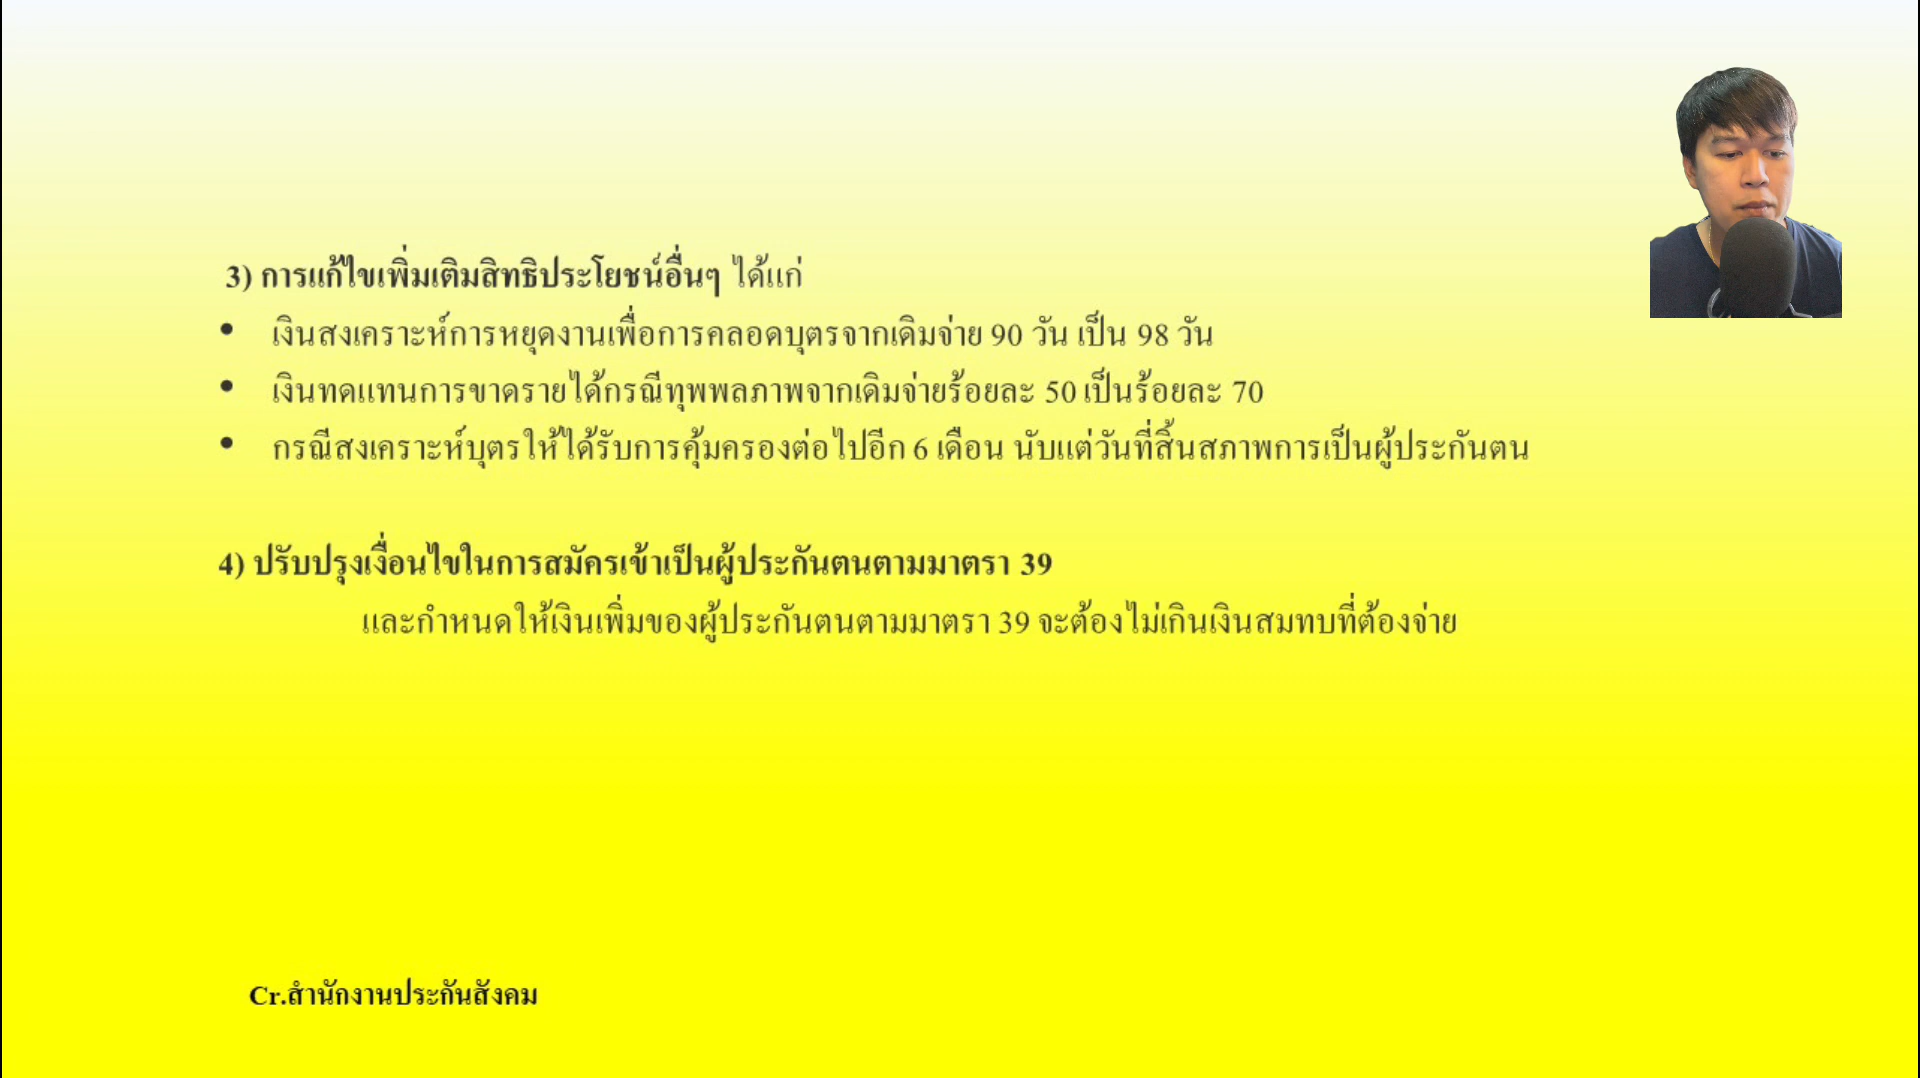 3) การแก้ไขเพิ่มเติมสิทธิประโยชน์อื่นๆ ได้แก่
• เงินสงเคราะห์การหยุดงานเพื่อการคลอดบุตรจากเดิมจ่าย 90 วัน เป็น 98 วัน
• เงินทดแทนการขาดรายได้กรณีทุพพลภาพจากเดิมจ่ายร้อยละ 50 เป็นร้อยละ 70
• กรณีสงเคราะห์บุตรให้ได้รับการคุ้มครองต่อไปอีก 6 เดือน นับแต่วันที่สิ้นสภาพการเป็นผู้ประกันตน
4) ปรับปรุงเงื่อนไขในการสมัครเข้าเป็นผู้ประกันตนตามมาตรา 39
และกำหนดให้เงินเพิ่มของผู้ประกันตนตามมาตรา 39 จะต้องไม่เกินเงินสมทบที่ต้องจ่าย
Cr.สำนักงานประกันสังคม